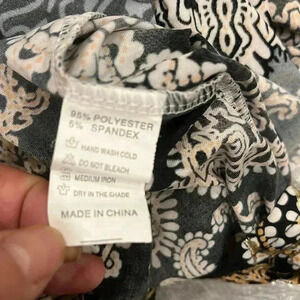 95% POLYESTER
5% SPANDEX
HAND WASH COLD
DO NOT BLEACH
MEDIUM IRON
DRY IN THE SHADE
MADE IN CHINA